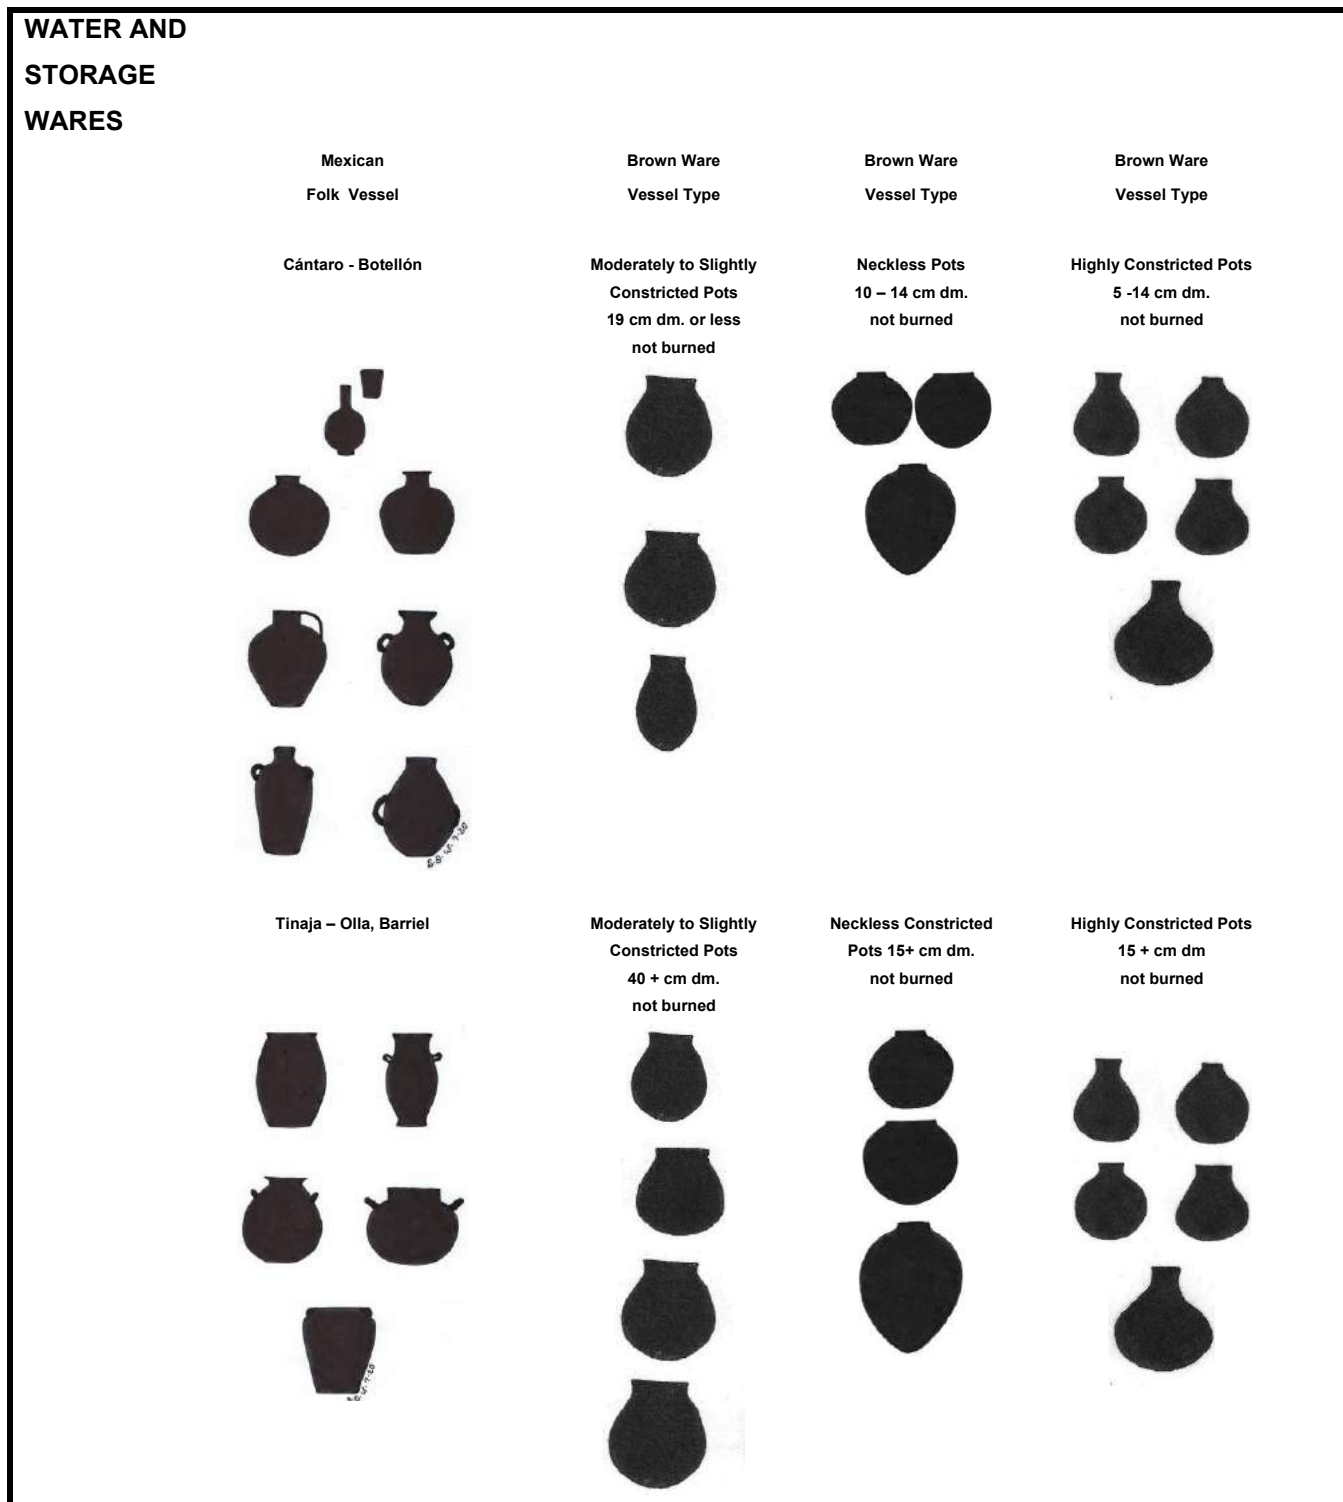 WATER AND
STORAGE
WARES
Mexican
Folk Vessel
Brown Ware
Vessel Type
Brown Ware
Vessel Type
Brown Ware
Vessel Type
Cántaro - Botellón
Moderately to Slightly
Constricted Pots
19 cm dm. or less
not burned
Neckless Pots
10 – 14 cm dm.
not burned
Highly Constricted Pots
5 -14 cm dm.
not burned
Tinaja – Olla, Barriel
Moderately to Slightly
Constricted Pots
40 + cm dm.
not burned
Neckless Constricted
Pots 15+ cm dm.
not burned
Highly Constricted Pots
15 + cm dm
not burned